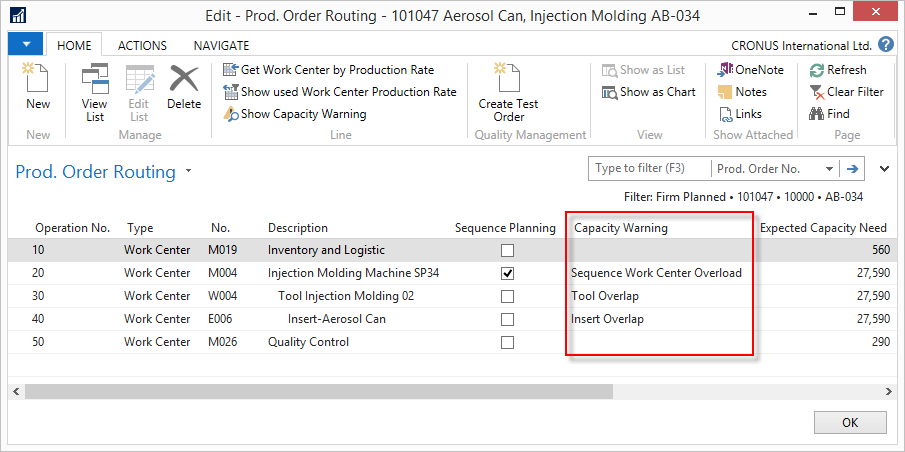 Edit - Prod. Order Routing - 101047 Aerosol Can, Injection Molding AB-034
HOME ACTIONS NAVIGATE CRONUS International Ltd. ?
New
View List
Edit List
Delete
Get Work Center by Production Rate
Show used Work Center Production Rate
Show Capacity Warning
Create Test Order
Show as List
Show as Chart
OneNote
Notes
Links
Refresh
Clear Filter
Find
New Manage Line Quality Management View Show Attached Page
Prod. Order Routing
Type to filter (F3) Prod. Order No.
Filter: Firm Planned • 101047 • 10000 • AB-034
Operation No. Type No. Description Sequence Planning Capacity Warning Expected Capacity Need
10 Work Center M019 Inventory and Logistic 560
20 Work Center M004 Injection Molding Machine SP34 Sequence Work Center Overload 27,590
30 Work Center W004 Tool Injection Molding 02 Tool Overlap 27,590
40 Work Center E006 Insert-Aerosol Can Insert Overlap 27,590
50 Work Center M026 Quality Control 290
OK